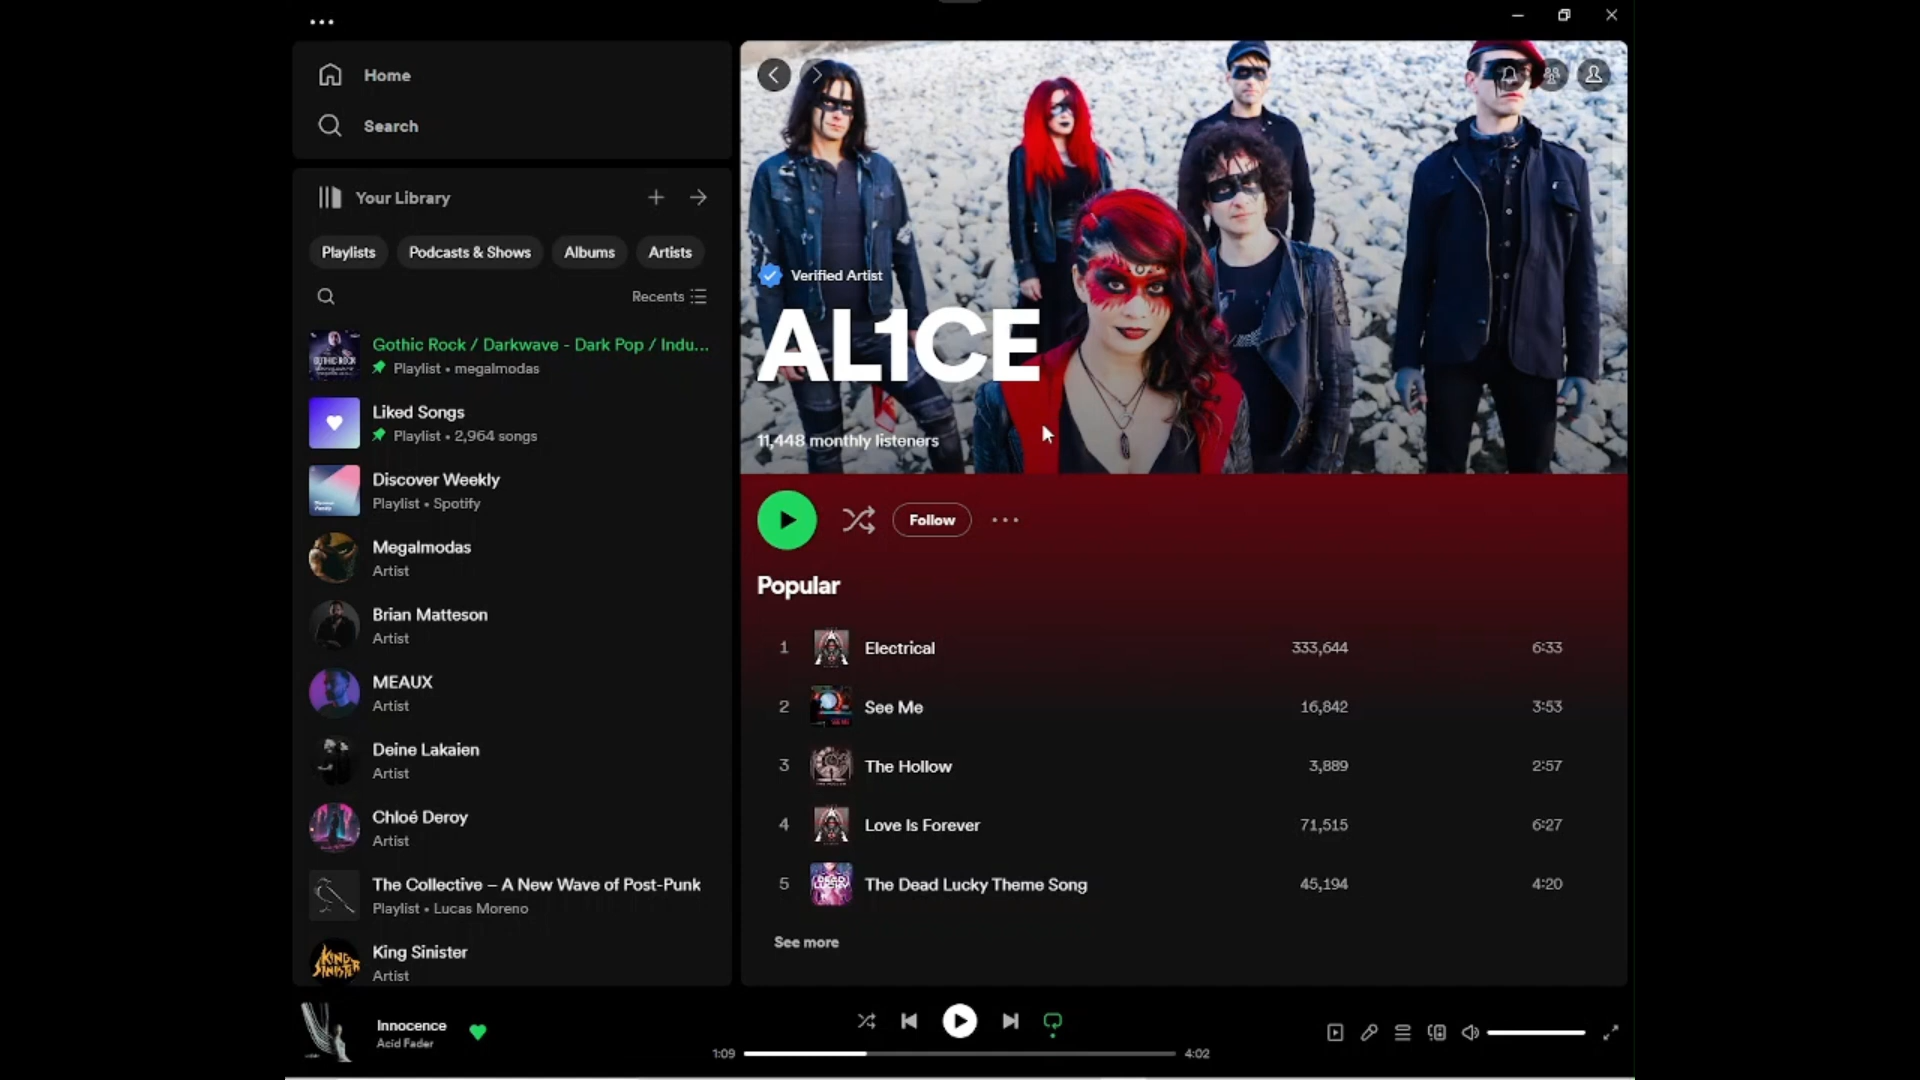 Home
Search
Your Library
Playlists
Podcasts & Shows
Albums
Artists
Recents
Gothic Rock / Darkwave - Dark Pop / Indu...
Playlist • megalmodas
Liked Songs
Playlist • 2,964 songs
Discover Weekly
Playlist • Spotify
Megalmodas
Artist
Brian Matteson
Artist
MEAUX
Artist
Deine Lakaien
Artist
Chloé Deroy
Artist
The Collective – A New Wave of Post-Punk
Playlist • Lucas Moreno
KING SINISTER
King Sinister
Artist
Verified Artist
AL1CE
11,448 monthly listeners
Follow
Popular
1 Electrical 333,644 6:33
2 See Me 16,842 3:53
3 The Hollow 3,889 2:57
4 Love Is Forever 71,515 6:27
5 The Dead Lucky Theme Song 45,194 4:20
See more
Innocence
Acid Fader
1:09
4:02